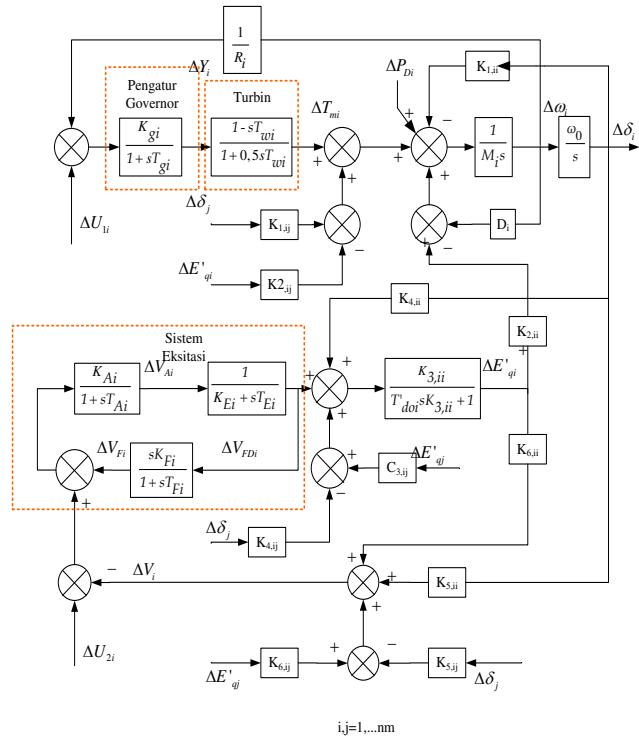 1
R_i
ΔY_i
ΔP_Di
K_1,ii
Pengatur
Governor
Turbin
ΔT_mi
Δω_i
Δδ_i
K_gi
1+sT_gi
1-sT_wi
1+0,5sT_wi
1
M_i.s
ω_0
s
ΔU_1i
Δδ_j
K_1,ij
D_i
ΔE'_qi
K2,ij
K_4,ii
K_2,ii
Sistem
Eksitasi
K_Ai
1+sT_Ai
ΔV_Ai
1
K_Ei+sT_Ei
K_3,ii
T'_doi sK_3,ii+1
ΔE'_qi
ΔV_Fi
sK_Fi
1+sT_Fi
ΔV_FDi
K_6,ii
C_3,ij
ΔE'_qj
Δδ_j
K_4,ij
ΔV_i
K_5,ii
ΔU_2i
ΔE'_qj
K_6,ij
K_5,ij
Δδ_j
i,j=1,...nm